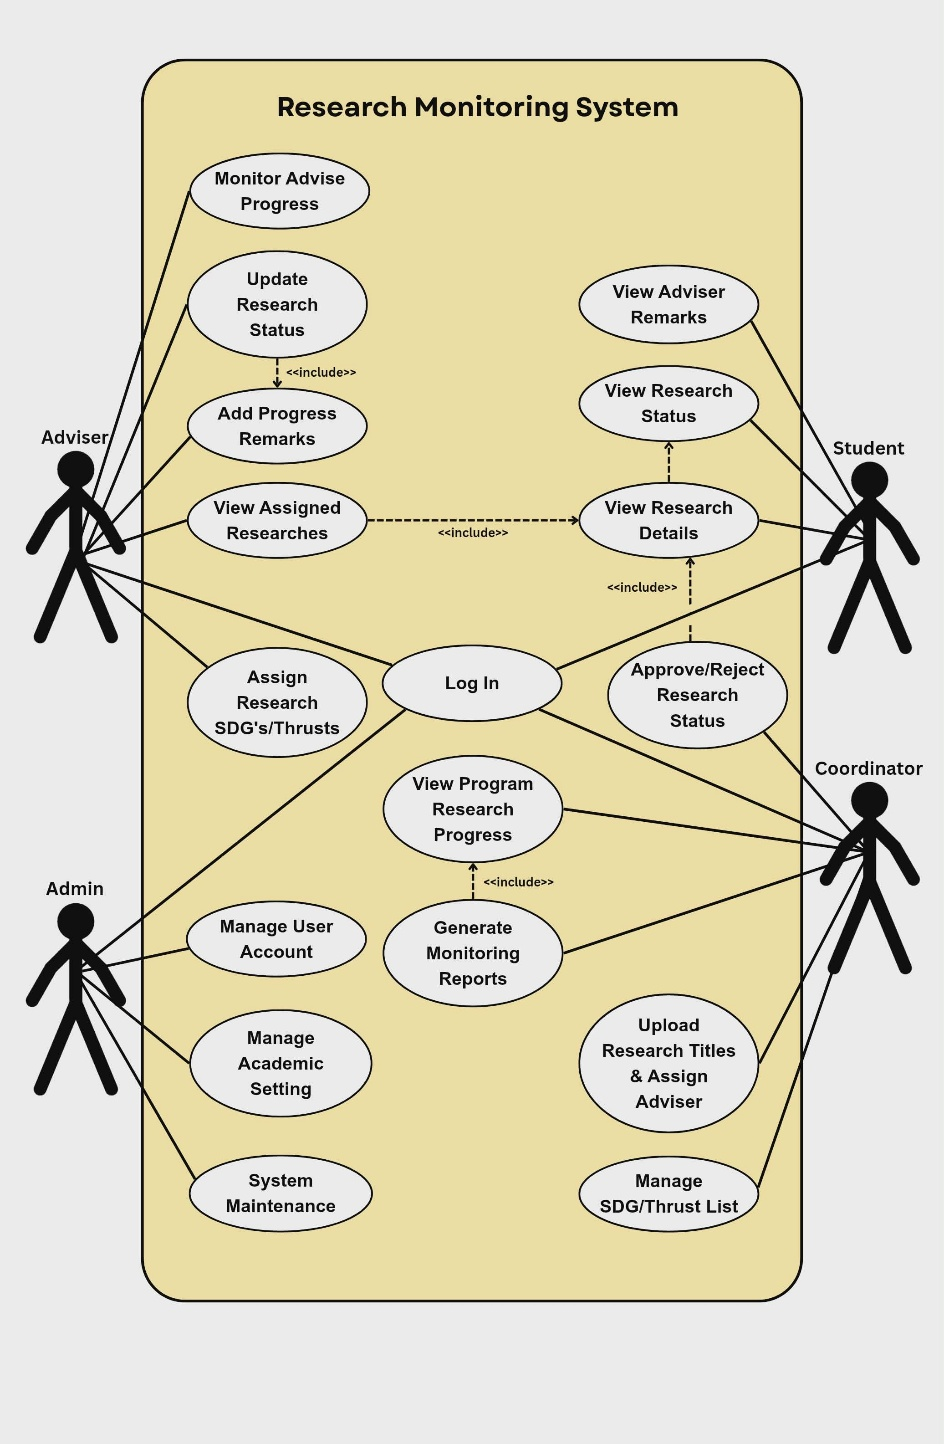 Research Monitoring System
Monitor Advise
Progress
Update
Research
Status
View Adviser
Remarks
<<include>>
View Research
Status
Add Progress
Remarks
Adviser
Student
View Assigned
Researches
<<include>>
View Research
Details
<<include>>
Assign
Research
SDG's/Thrusts
Log In
Approve/Reject
Research
Status
View Program
Research
Progress
Coordinator
<<include>>
Admin
Manage User
Account
Generate
Monitoring
Reports
Manage
Academic
Setting
Upload
Research Titles
& Assign
Adviser
System
Maintenance
Manage
SDG/Thrust List